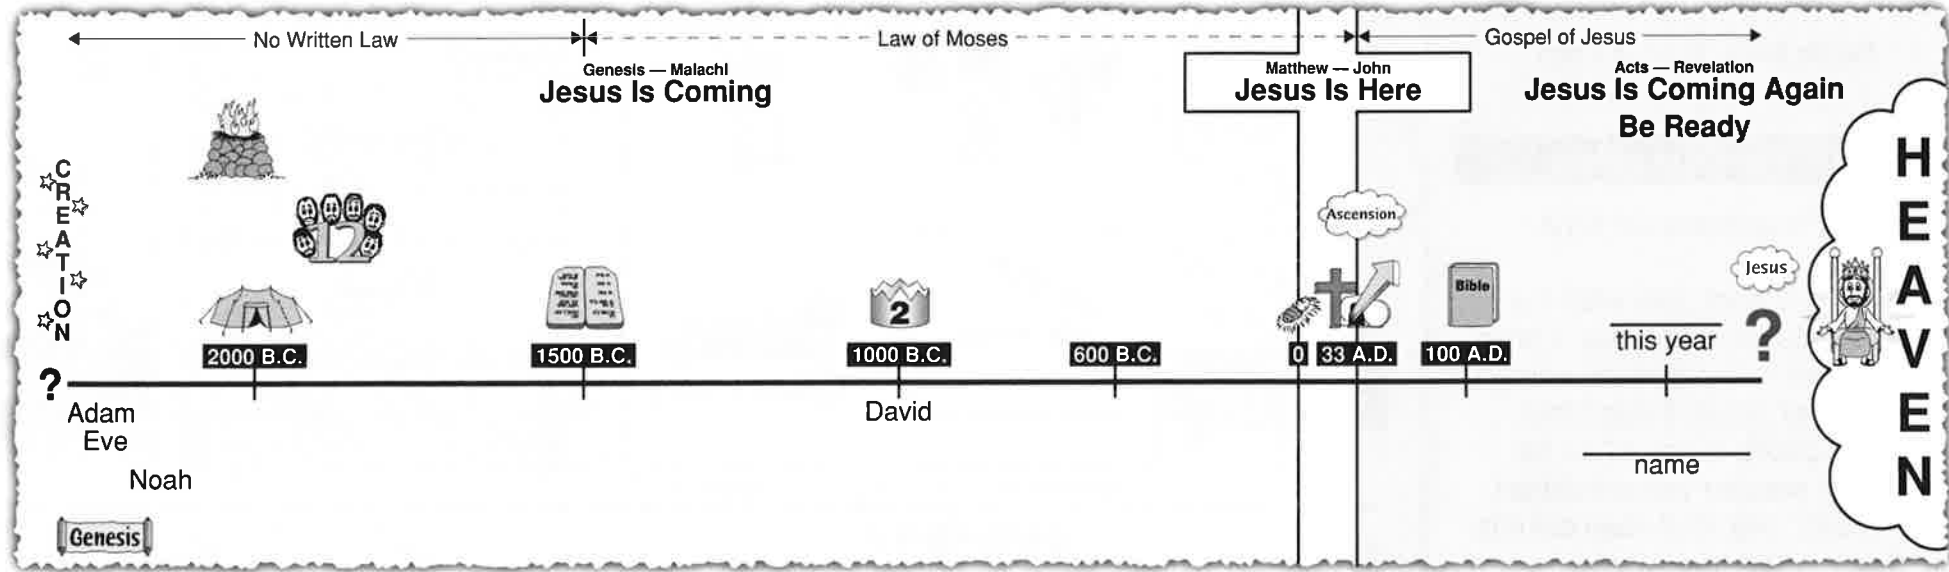 No Written Law
Law of Moses
Gospel of Jesus
Genesis — Malachi
Jesus Is Coming
Matthew — John
Jesus Is Here
Acts — Revelation
Jesus Is Coming Again
Be Ready
CREATION
12
2
Ascension
Bible
Jesus
HEAVEN
2000 B.C.
1500 B.C.
1000 B.C.
600 B.C.
0
33 A.D.
100 A.D.
this year
?
?
Adam
Eve
Noah
David
name
Genesis